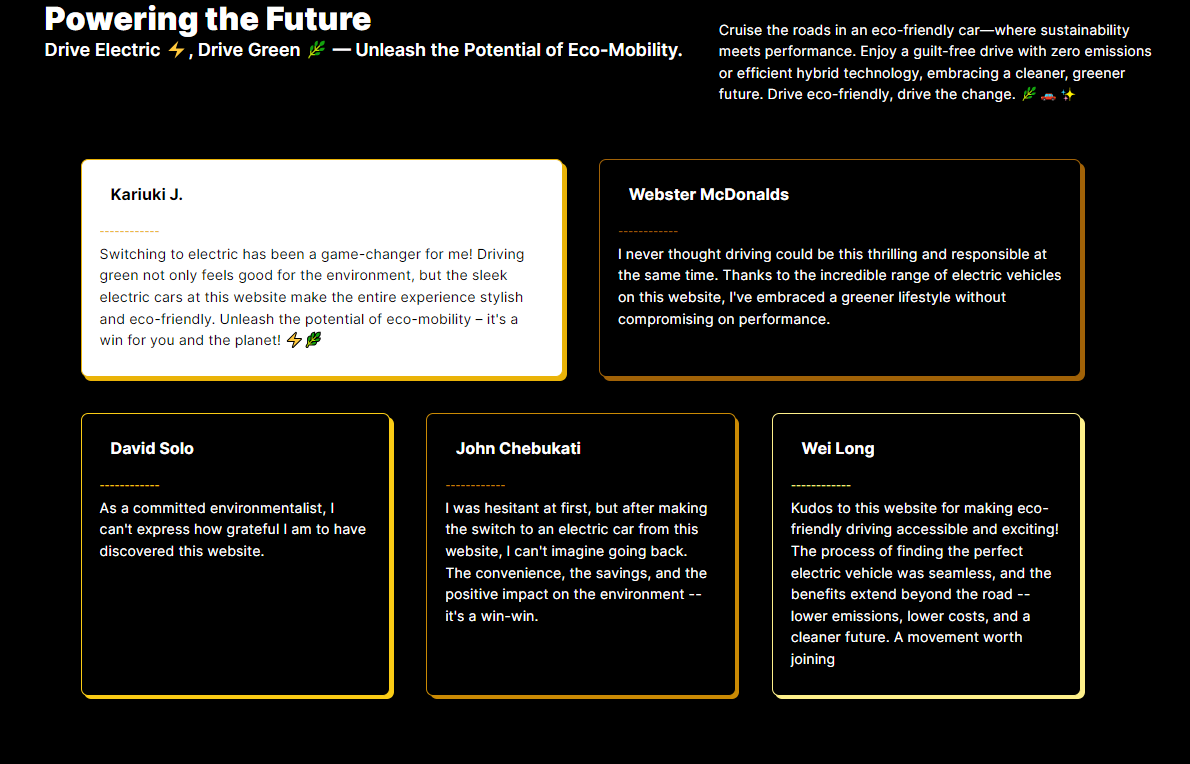 Powering the Future
Drive Electric ⚡, Drive Green 🌿 — Unleash the Potential of Eco-Mobility.
Cruise the roads in an eco-friendly car—where sustainability
meets performance. Enjoy a guilt-free drive with zero emissions
or efficient hybrid technology, embracing a cleaner, greener
future. Drive eco-friendly, drive the change. 🌿 🚗 ✨
Kariuki J.
------------
Switching to electric has been a game-changer for me! Driving
green not only feels good for the environment, but the sleek
electric cars at this website make the entire experience stylish
and eco-friendly. Unleash the potential of eco-mobility – it's a
win for you and the planet! ⚡🌿
Webster McDonalds
------------
I never thought driving could be this thrilling and responsible at
the same time. Thanks to the incredible range of electric vehicles
on this website, I've embraced a greener lifestyle without
compromising on performance.
David Solo
------------
As a committed environmentalist, I
can't express how grateful I am to have
discovered this website.
John Chebukati
------------
I was hesitant at first, but after making
the switch to an electric car from this
website, I can't imagine going back.
The convenience, the savings, and the
positive impact on the environment --
it's a win-win.
Wei Long
------------
Kudos to this website for making eco-
friendly driving accessible and exciting!
The process of finding the perfect
electric vehicle was seamless, and the
benefits extend beyond the road --
lower emissions, lower costs, and a
cleaner future. A movement worth
joining